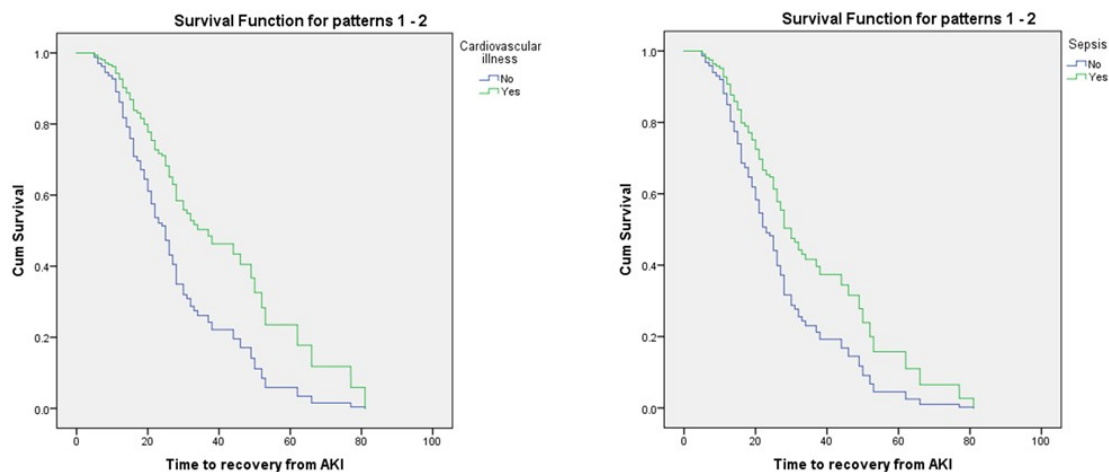 Survival Function for patterns 1 - 2
Cardiovascular
illness
No
Yes
1.0
0.8
0.6
0.4
0.2
0.0
Cum Survival
0 20 40 60 80 100
Time to recovery from AKI
Survival Function for patterns 1 - 2
Sepsis
No
Yes
1.0
0.8
0.6
0.4
0.2
0.0
Cum Survival
0 20 40 60 80 100
Time to recovery from AKI